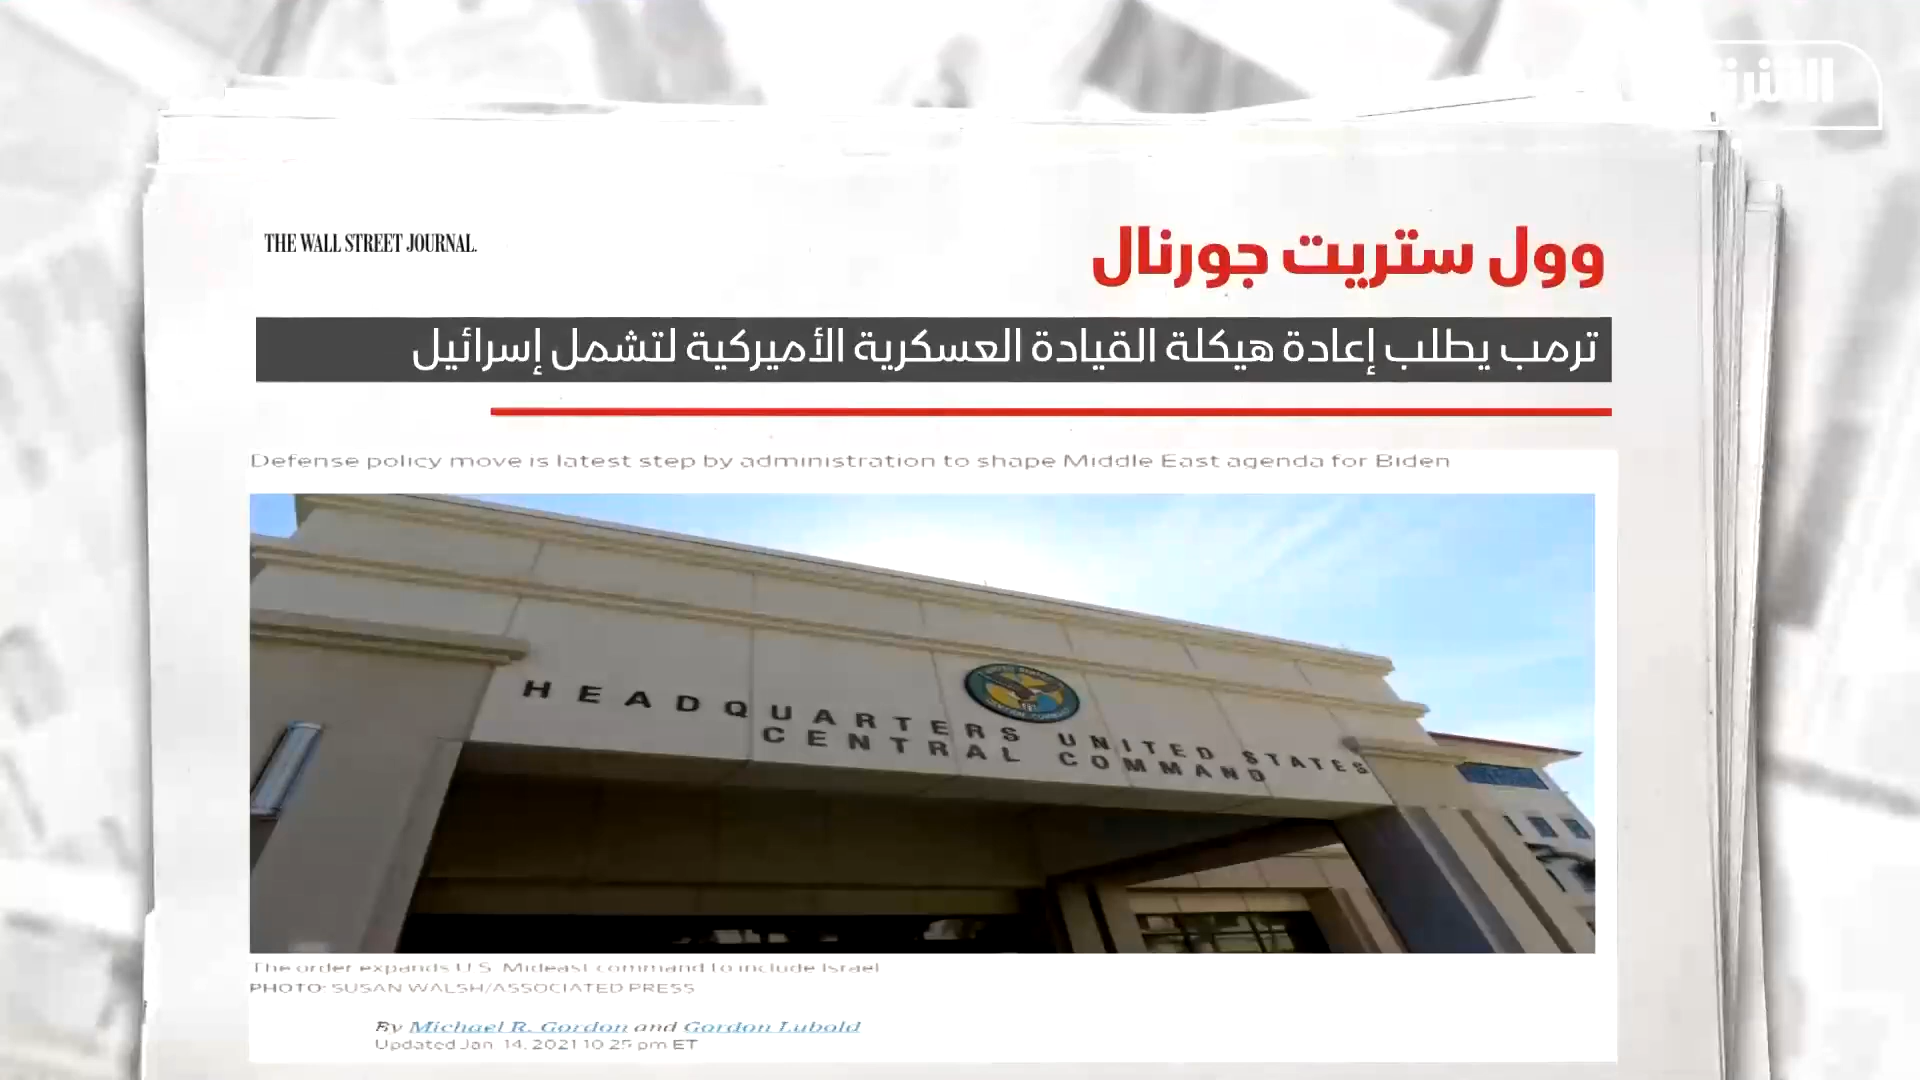 الشرق
THE WALL STREET JOURNAL.
وول ستريت جورنال
ترمب يطلب إعادة هيكلة القيادة العسكرية الأميركية لتشمل إسرائيل
Defense policy move is latest step by administration to shape Middle East agenda for Biden
HEADQUARTERS UNITED STATES
CENTRAL COMMAND
The order expands U.S. Mideast command to include Israel
PHOTO: SUSAN WALSH/ASSOCIATED PRESS
By Michael R. Gordon and Gordon Lubold
Updated Jan. 14, 2021 10:25 pm ET